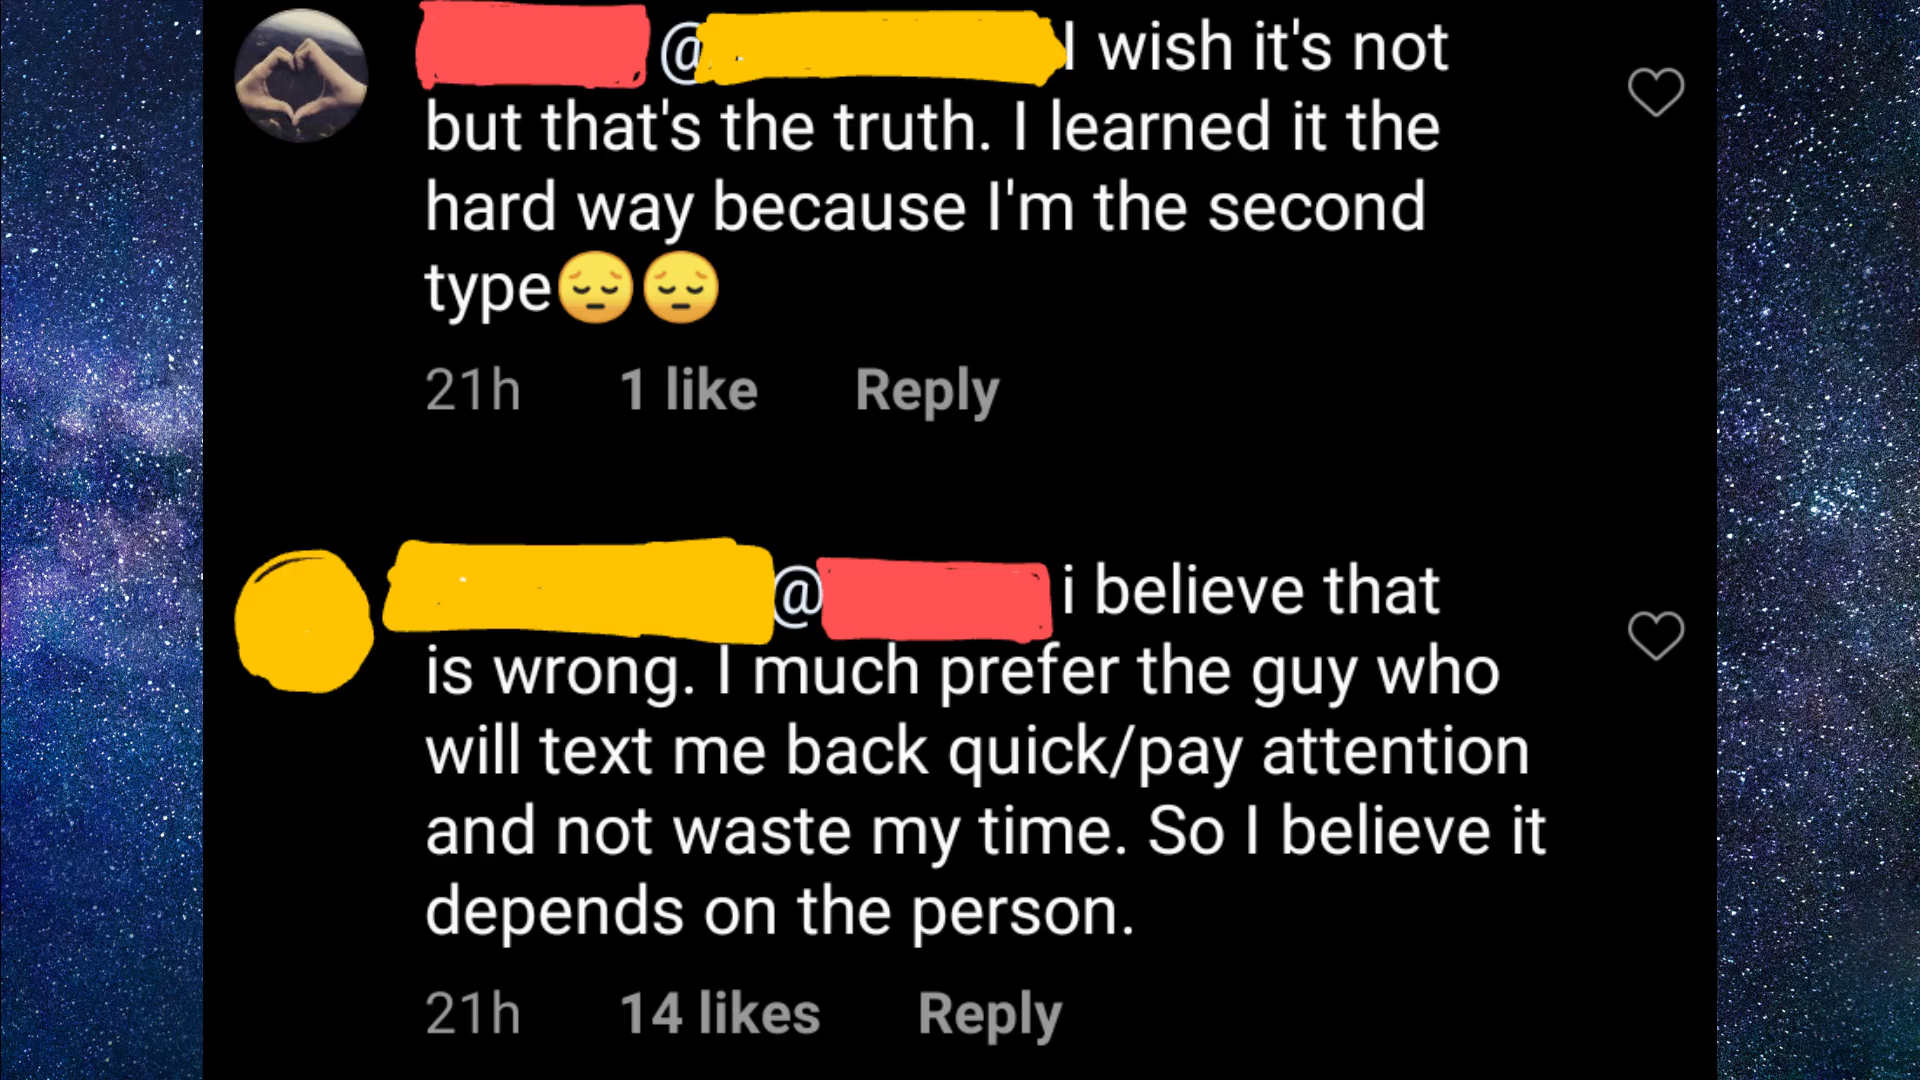 @ I wish it's not
but that's the truth. I learned it the
hard way because I'm the second
type😔😔
21h 1 like Reply
@ i believe that
is wrong. I much prefer the guy who
will text me back quick/pay attention
and not waste my time. So I believe it
depends on the person.
21h 14 likes Reply